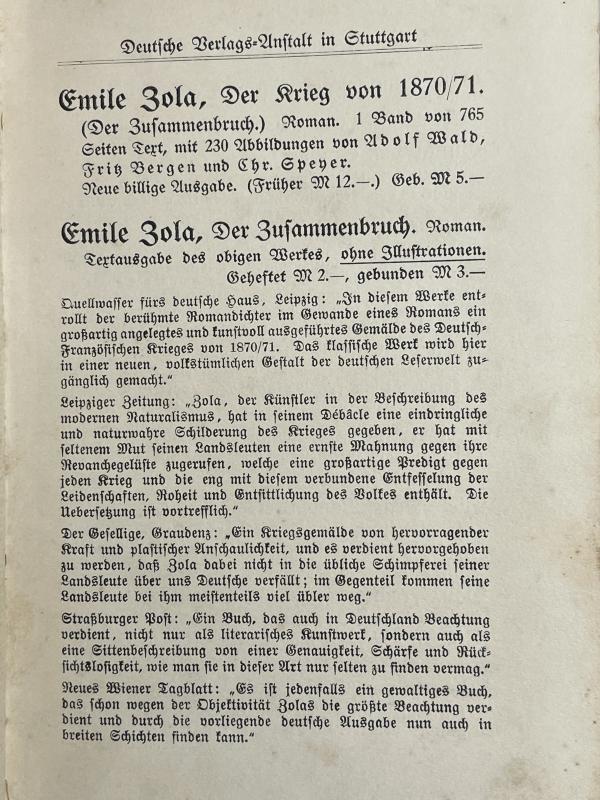 Deutsche Verlags-Anstalt in Stuttgart
Emile Zola, Der Krieg von 1870/71.
(Der Zusammenbruch.) Roman. 1 Band von 765
Seiten Text, mit 230 Abbildungen von Adolf Wald,
Fritz Bergen und Chr. Speyer.
Neue billige Ausgabe. (Früher M 12.—.) Geb. M 5.—
Emile Zola, Der Zusammenbruch. Roman.
Textausgabe des obigen Werkes, ohne Illustrationen.
Geheftet M 2.—, gebunden M 3.—
Quellwasser fürs deutsche Haus, Leipzig: „In diesem Werke ent-
rollt der berühmte Romandichter im Gewande eines Romans ein
großartig angelegtes und kunstvoll ausgeführtes Gemälde des Deutsch-
Französischen Krieges von 1870/71. Das klassische Werk wird hier
in einer neuen, volkstümlichen Gestalt der deutschen Leserwelt zu-
gänglich gemacht.“
Leipziger Zeitung: „Zola, der Künstler in der Beschreibung des
modernen Naturalismus, hat in seinem Débâcle eine eindringliche
und naturwahre Schilderung des Krieges gegeben, er hat mit
seltenem Mut seinen Landsleuten eine ernste Mahnung gegen ihre
Revanchegelüste zugerufen, welche eine großartige Predigt gegen
jeden Krieg und die eng mit diesem verbundene Entfesselung der
Leidenschaften, Roheit und Entsittlichung des Volkes enthält. Die
Uebersetzung ist vortrefflich.“
Der Gesellige, Graudenz: „Ein Kriegsgemälde von hervorragender
Kraft und plastischer Anschaulichkeit, und es verdient hervorgehoben
zu werden, daß Zola dabei nicht in die übliche Schimpferei seiner
Landsleute über uns Deutsche verfällt; im Gegenteil kommen seine
Landsleute bei ihm meistenteils viel übler weg.“
Straßburger Post: „Ein Buch, das auch in Deutschland Beachtung
verdient, nicht nur als literarisches Kunstwerk, sondern auch als
eine Sittenbeschreibung von einer Genauigkeit, Schärfe und Rück-
sichtslosigkeit, wie man sie in dieser Art nur selten zu finden vermag.“
Neues Wiener Tagblatt: „Es ist jedenfalls ein gewaltiges Buch,
das schon wegen der Objektivität Zolas die größte Beachtung ver-
dient und durch die vorliegende deutsche Ausgabe nun auch in
breiten Schichten finden kann.“